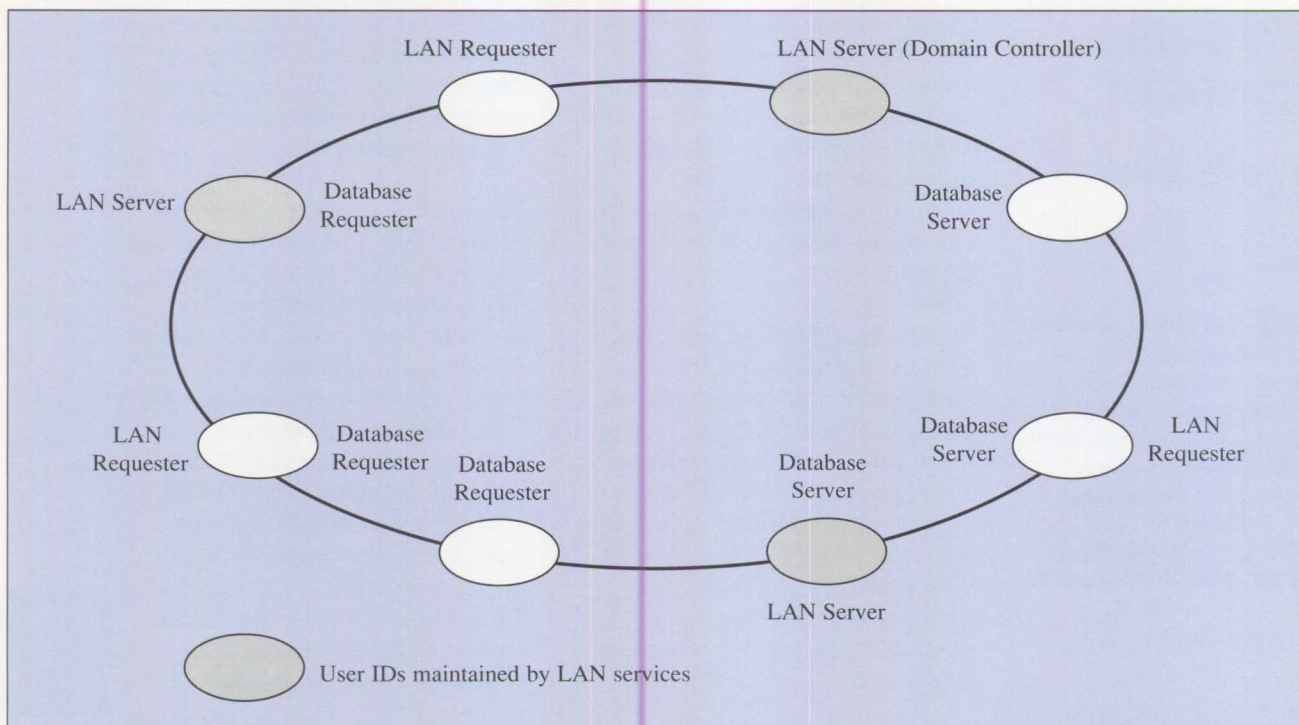 LAN Requester
LAN Server (Domain Controller)
LAN Server
Database
Requester
Database
Server
LAN
Requester
Database
Requester
Database
Requester
Database
Server
LAN Server
Database
Server
LAN
Requester
User IDs maintained by LAN services